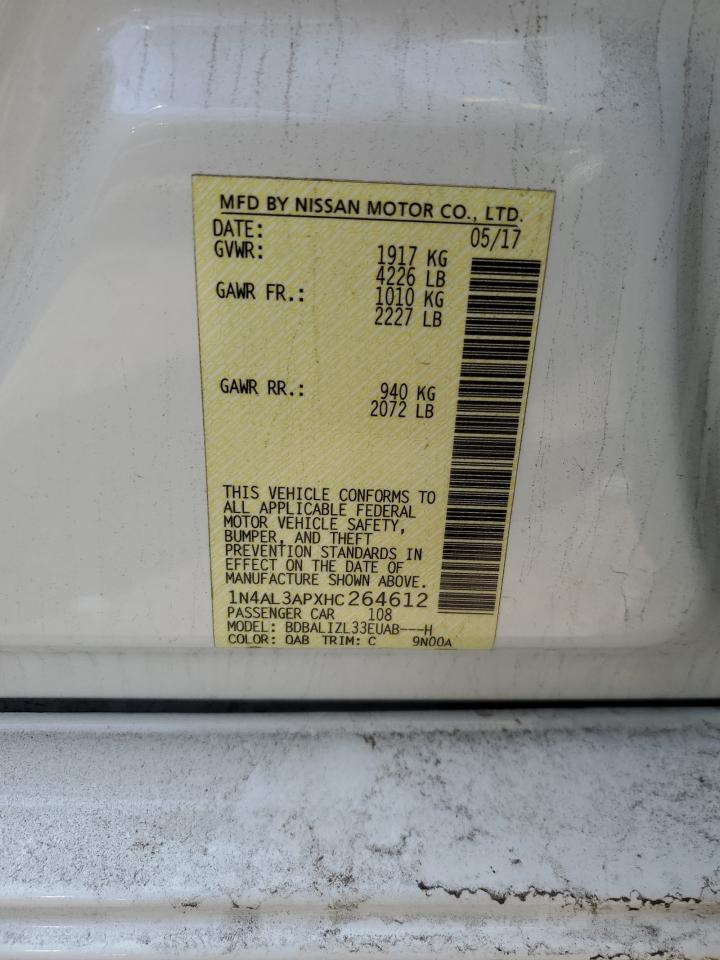 MFD BY NISSAN MOTOR CO., LTD.
DATE: 05/17
GVWR: 1917 KG
4226 LB
GAWR FR.: 1010 KG
2227 LB
GAWR RR.: 940 KG
2072 LB
THIS VEHICLE CONFORMS TO
ALL APPLICABLE FEDERAL
MOTOR VEHICLE SAFETY,
BUMPER, AND THEFT
PREVENTION STANDARDS IN
EFFECT ON THE DATE OF
MANUFACTURE SHOWN ABOVE.
1N4AL3APXHC264612
PASSENGER CAR 108
MODEL: BDBALIZL33EUAB---H
COLOR: QAB TRIM: C 9N00A